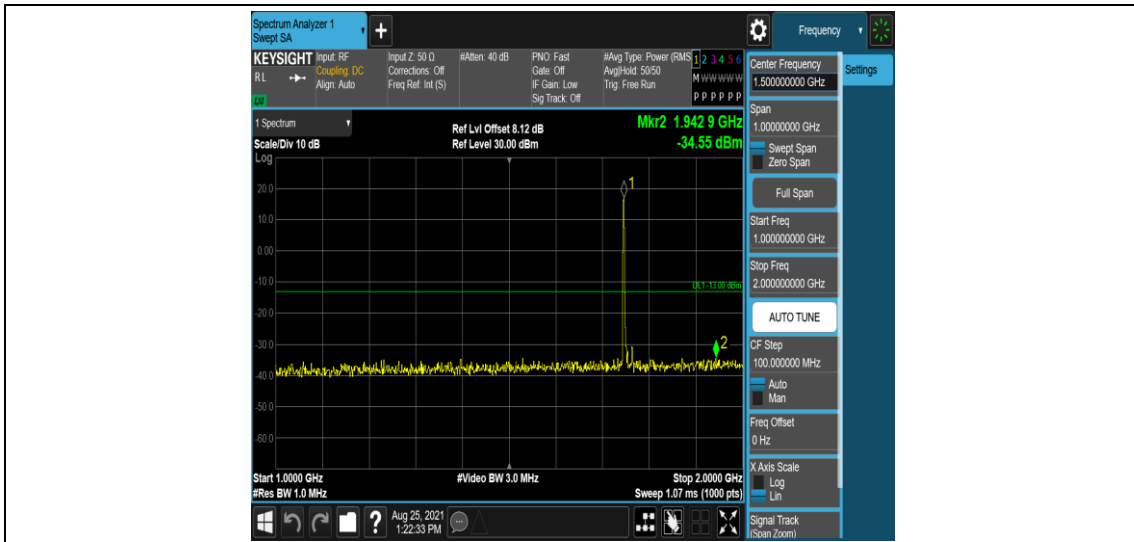 Spectrum Analyzer 1
Swept SA
+
Frequency
KEYSIGHT
RL
LXI
Input: RF
Coupling: DC
Align: Auto
Input Z: 50 Ω
Corrections: Off
Freq Ref: Int (S)
#Atten: 40 dB
PNO: Fast
Gate: Off
IF Gain: Low
Sig Track: Off
#Avg Type: Power (RMS
Avg|Hold: 50/50
Trig: Free Run
1 2 3 4 5 6
M W W W W W
P P P P P P
1 Spectrum
Scale/Div 10 dB
Log
Ref Lvl Offset 8.12 dB
Ref Level 30.00 dBm
Mkr2 1.942 9 GHz
-34.55 dBm
1
20.0
10.0
0.00
-10.0
DL1 -13.00 dBm
-20.0
-30.0
2
-40.0
-50.0
-60.0
Start 1.0000 GHz
#Video BW 3.0 MHz
Stop 2.0000 GHz
#Res BW 1.0 MHz
Sweep 1.07 ms (1000 pts)
?
Aug 25, 2021
1:22:33 PM
Center Frequency
1.500000000 GHz
Settings
Span
1.00000000 GHz
Swept Span
Zero Span
Full Span
Start Freq
1.000000000 GHz
Stop Freq
2.000000000 GHz
AUTO TUNE
CF Step
100.000000 MHz
Auto
Man
Freq Offset
0 Hz
X Axis Scale
Log
Lin
Signal Track
(Span Zoom)